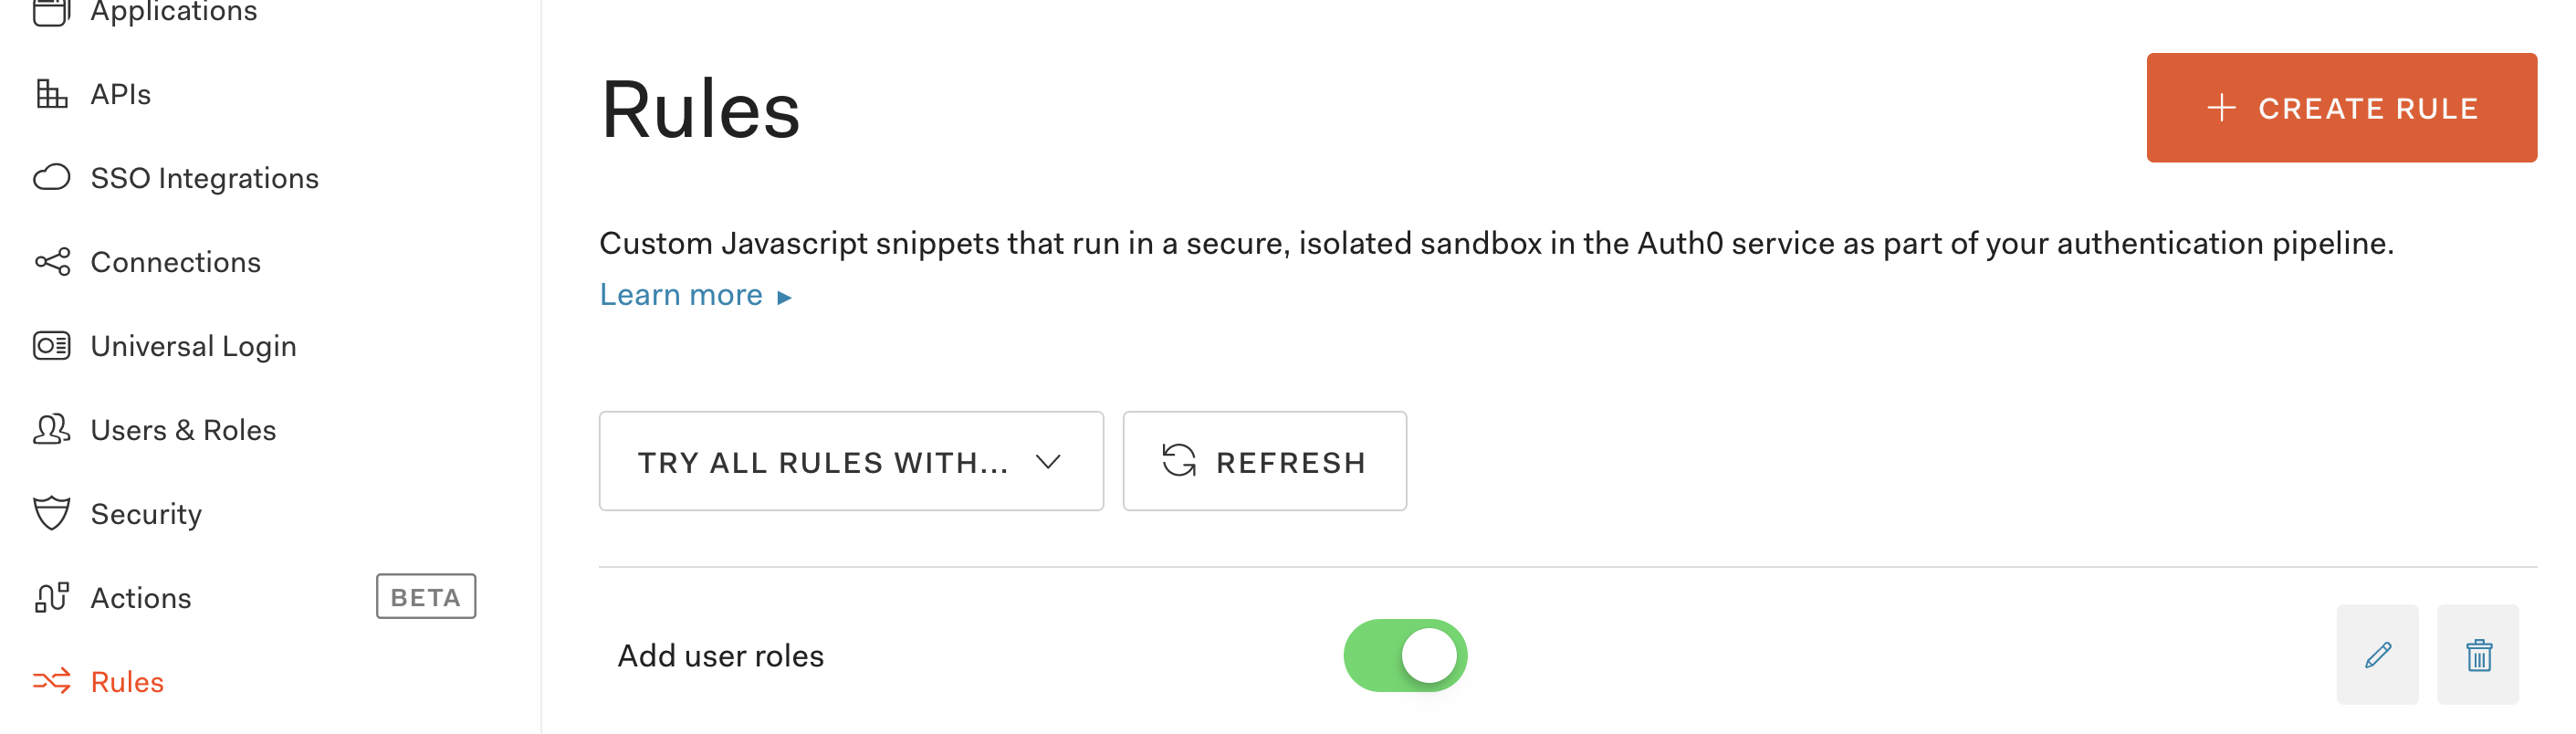 Applications
APIs
SSO Integrations
Connections
Universal Login
Users & Roles
Security
Actions
BETA
Rules
Rules
CREATE RULE
Custom Javascript snippets that run in a secure, isolated sandbox in the Auth0 service as part of your authentication pipeline.
Learn more
TRY ALL RULES WITH...
REFRESH
Add user roles